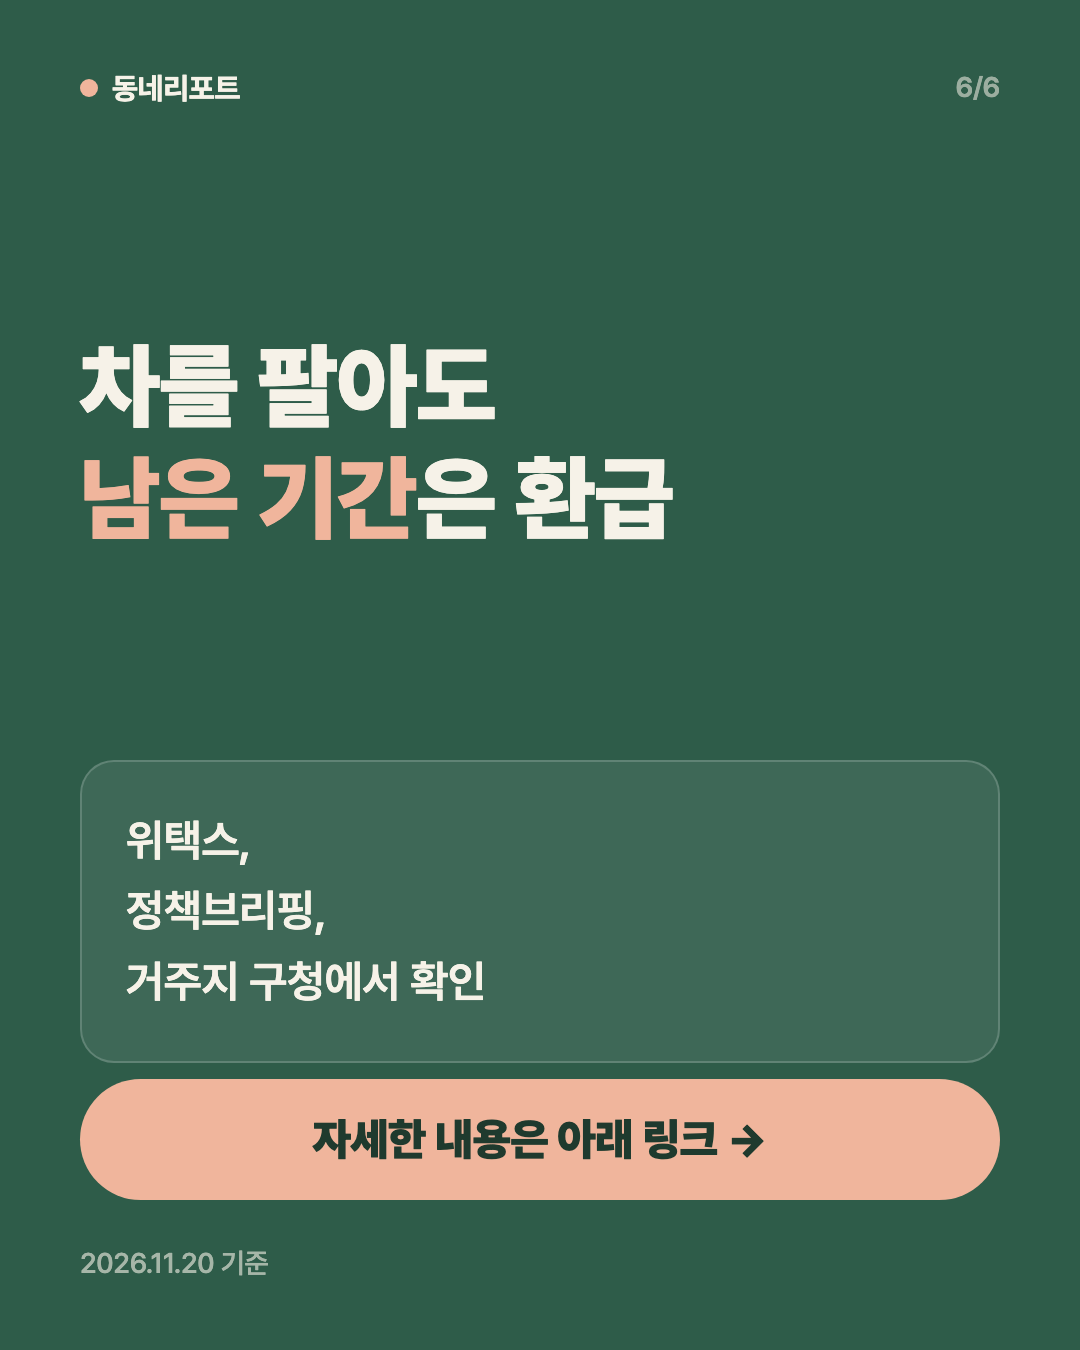 동네리포트
6/6
차를 팔아도
남은 기간은 환급
위택스,
정책브리핑,
거주지 구청에서 확인
자세한 내용은 아래 링크 →
2026.11.20 기준